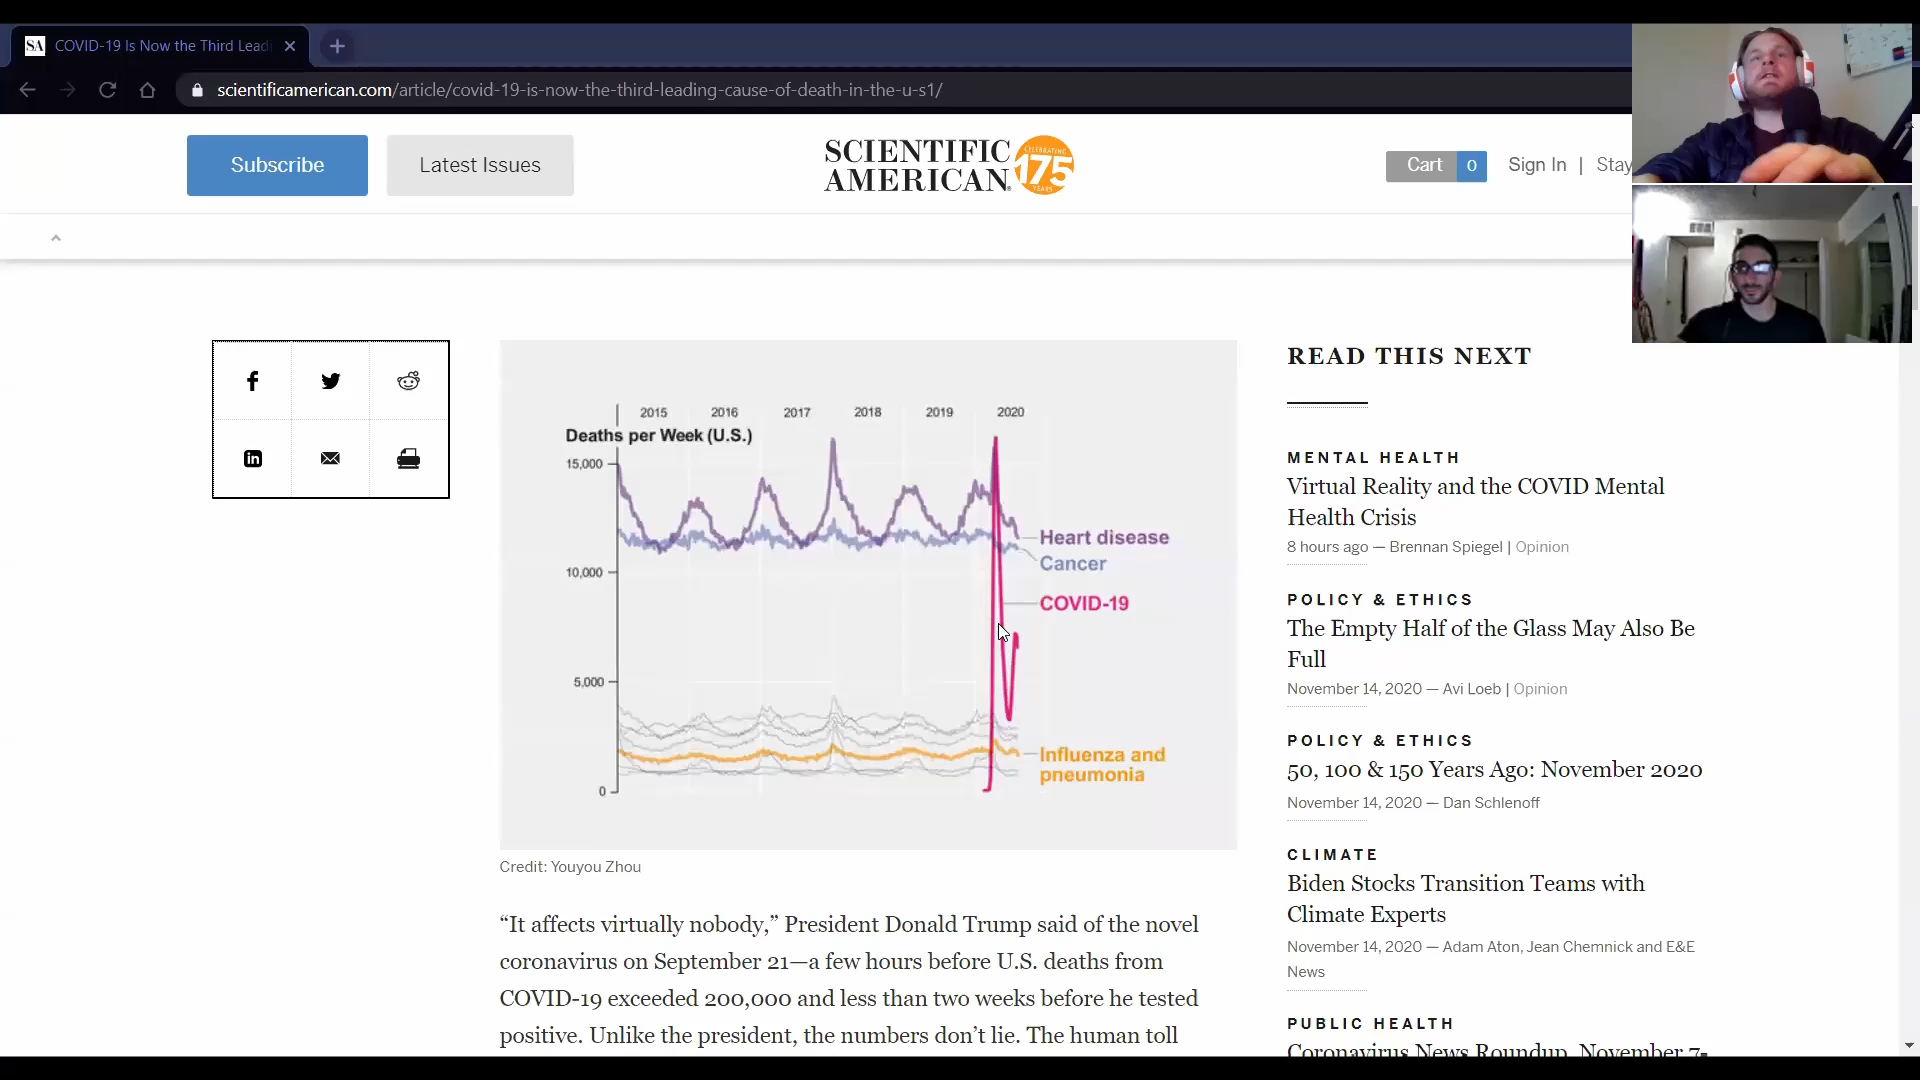 SA COVID-19 Is Now the Third Leadi
scientificamerican.com/article/covid-19-is-now-the-third-leading-cause-of-death-in-the-u-s1/
Subscribe
Latest Issues
SCIENTIFIC
AMERICAN
CELEBRATING
175
YEARS
Cart 0
Sign In | Stay
2015 2016 2017 2018 2019 2020
Deaths per Week (U.S.)
15,000
10,000
5,000
0
Heart disease
Cancer
COVID-19
Influenza and
pneumonia
Credit: Youyou Zhou
“It affects virtually nobody,” President Donald Trump said of the novel
coronavirus on September 21—a few hours before U.S. deaths from
COVID-19 exceeded 200,000 and less than two weeks before he tested
positive. Unlike the president, the numbers don’t lie. The human toll
READ THIS NEXT
MENTAL HEALTH
Virtual Reality and the COVID Mental
Health Crisis
8 hours ago — Brennan Spiegel | Opinion
POLICY & ETHICS
The Empty Half of the Glass May Also Be
Full
November 14, 2020 — Avi Loeb | Opinion
POLICY & ETHICS
50, 100 & 150 Years Ago: November 2020
November 14, 2020 — Dan Schlenoff
CLIMATE
Biden Stocks Transition Teams with
Climate Experts
November 14, 2020 — Adam Aton, Jean Chemnick and E&E
News
PUBLIC HEALTH
Coronavirus News Roundup, November 7-